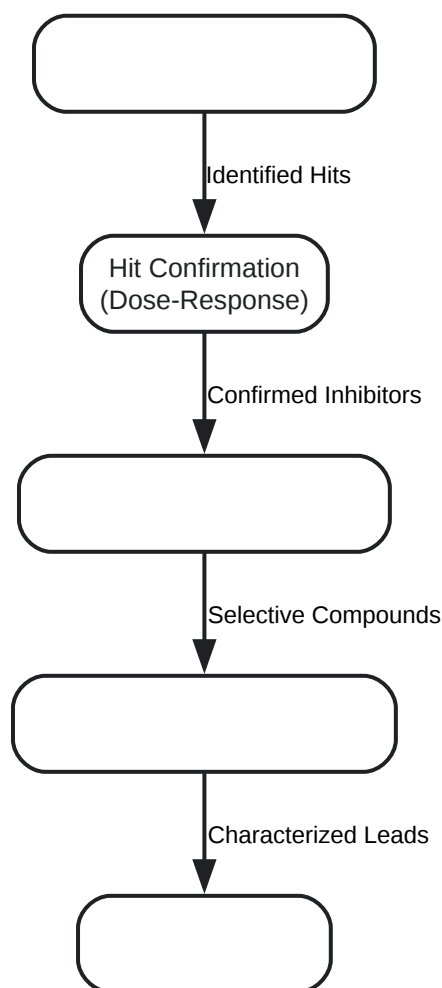 Identified Hits
Hit Confirmation
(Dose-Response)
Confirmed Inhibitors
Selective Compounds
Characterized Leads